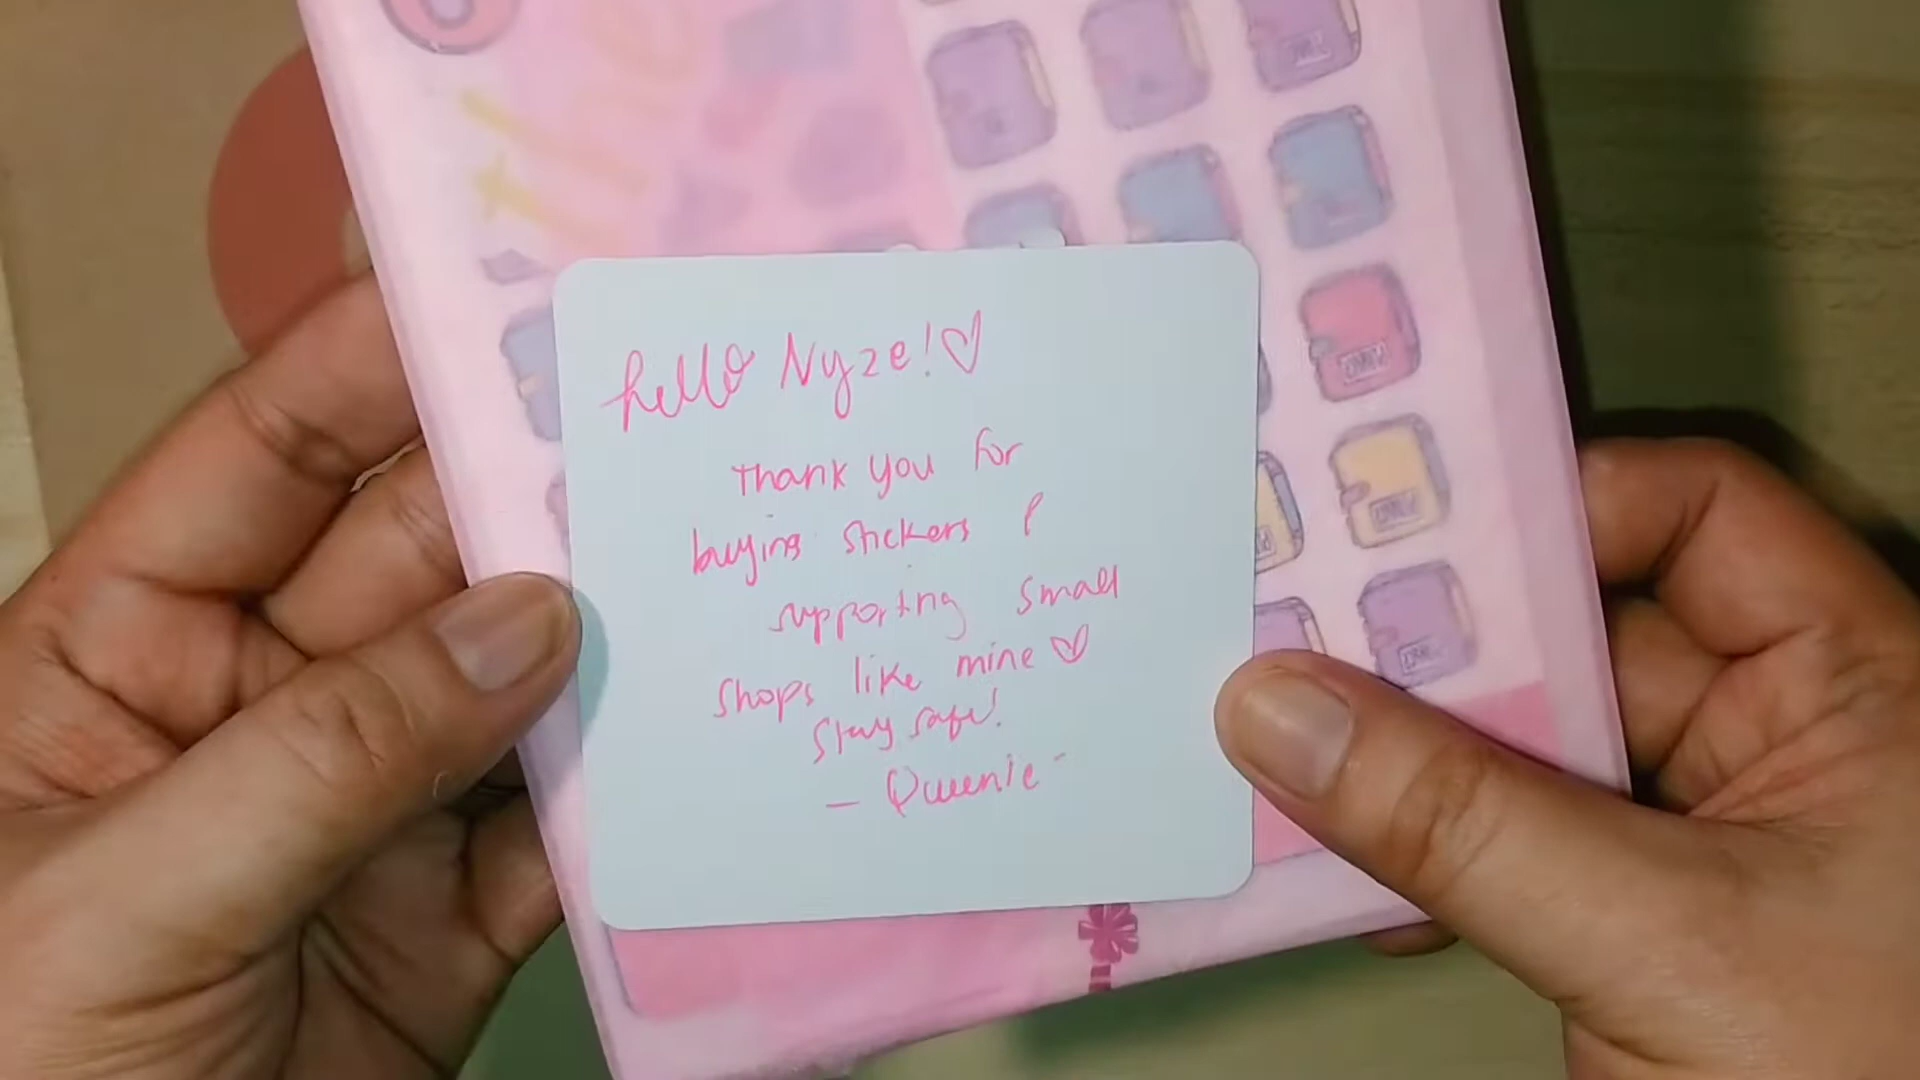 hello Nyze!♡
Thank you for
buying stickers &
supporting small
shops like mine ♡
Stay safe!
- Queenie -